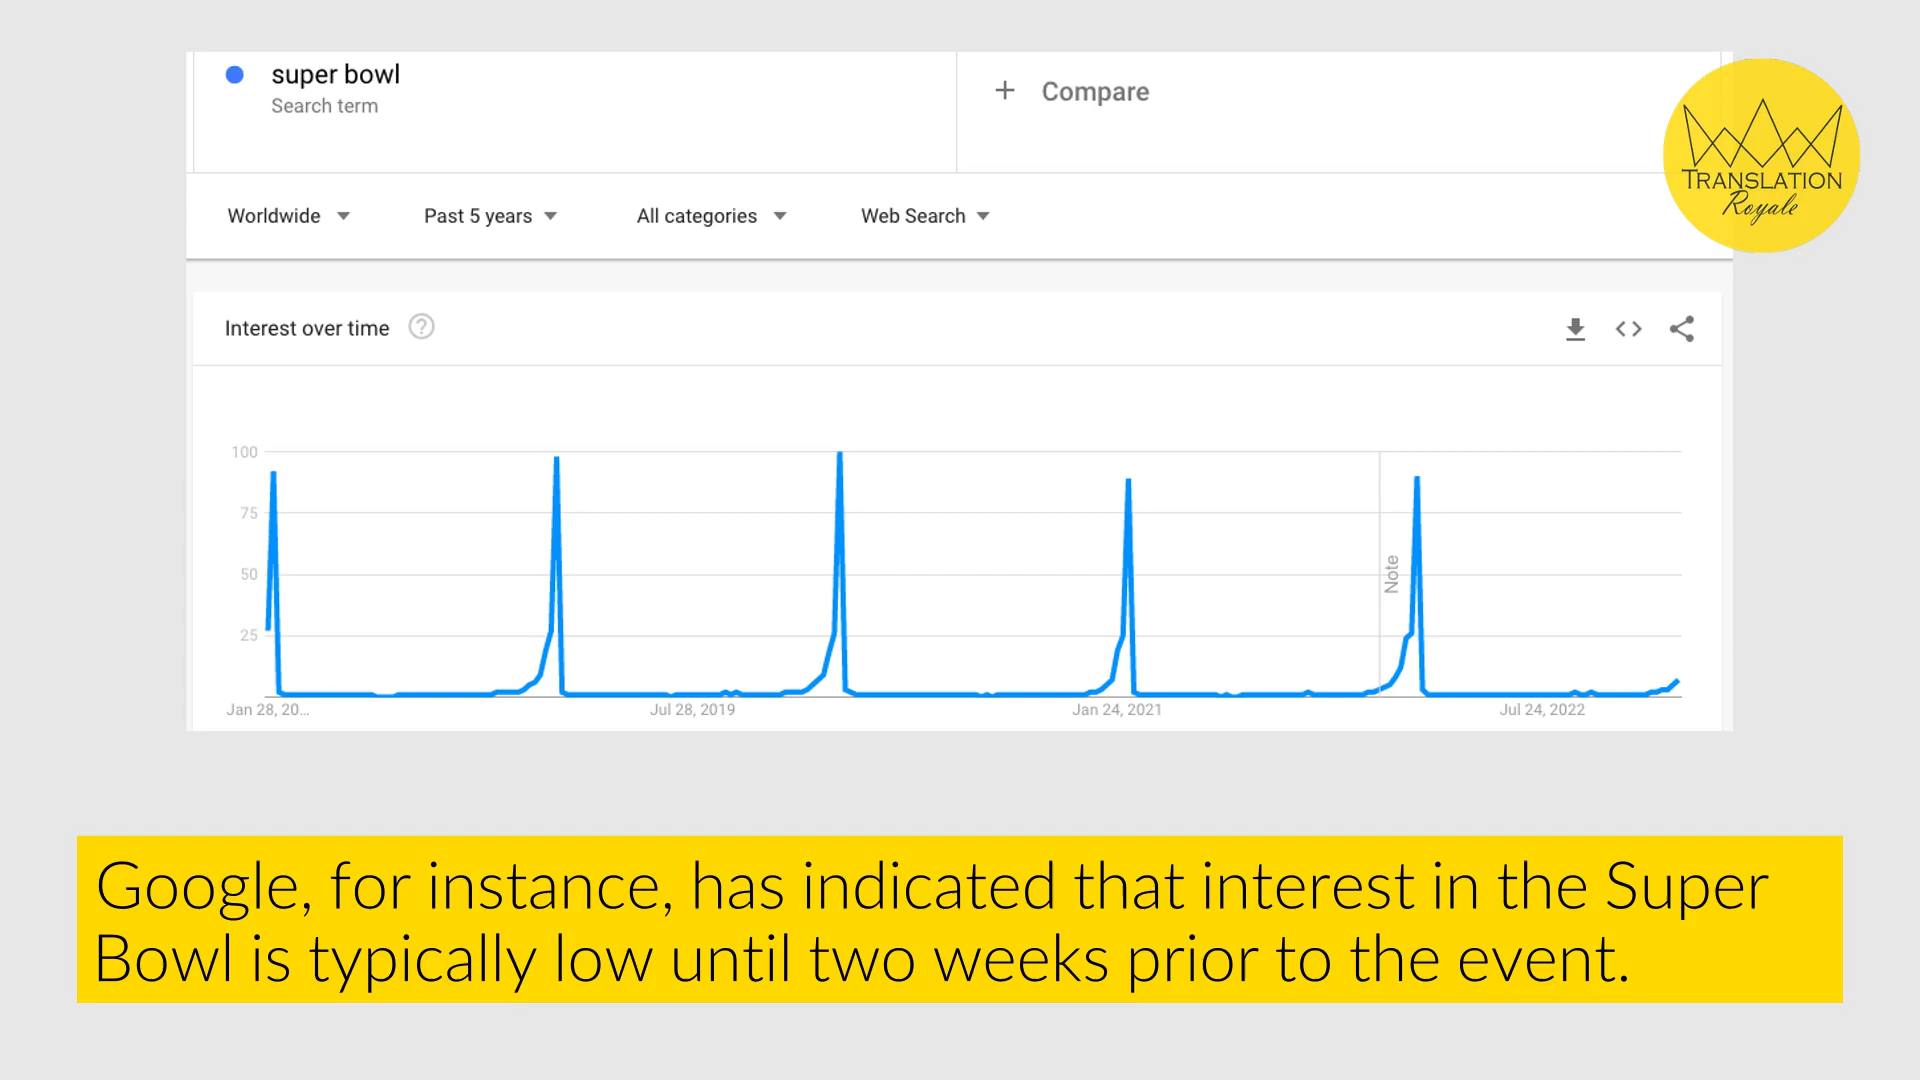 super bowl
Search term
+ Compare
TRANSLATION
Royale
Worldwide
Past 5 years
All categories
Web Search
Interest over time
?
100
75
50
25
Note
Jan 28, 20...
Jul 28, 2019
Jan 24, 2021
Jul 24, 2022
Google, for instance, has indicated that interest in the Super
Bowl is typically low until two weeks prior to the event.